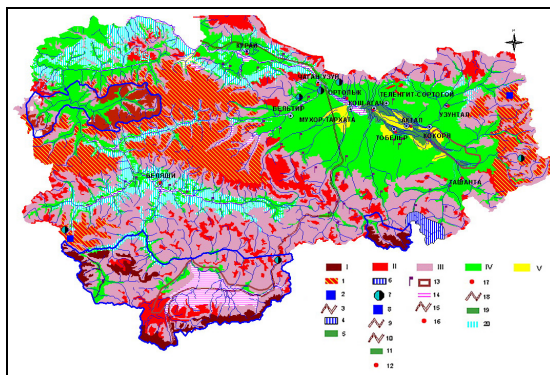 КУРАЙ
ЧАГАН-УЗУН
ОРТОЛЫК
ТЕЛЕНГИТ-СОРТОГОЙ
БЕЛЬТИР
КОШ-АГАЧ
МУХОР-ТАРХАТА
АКТАЛ
УЗУНТАЛ
ТОБЕЛЕР
КОКОРЯ
БЕЛЯШИ
ТАШАНТА
I II III IV V
1 6 13 17
2 7 14 18
3 8 15 19
4 9 16 20
5 10
11
12